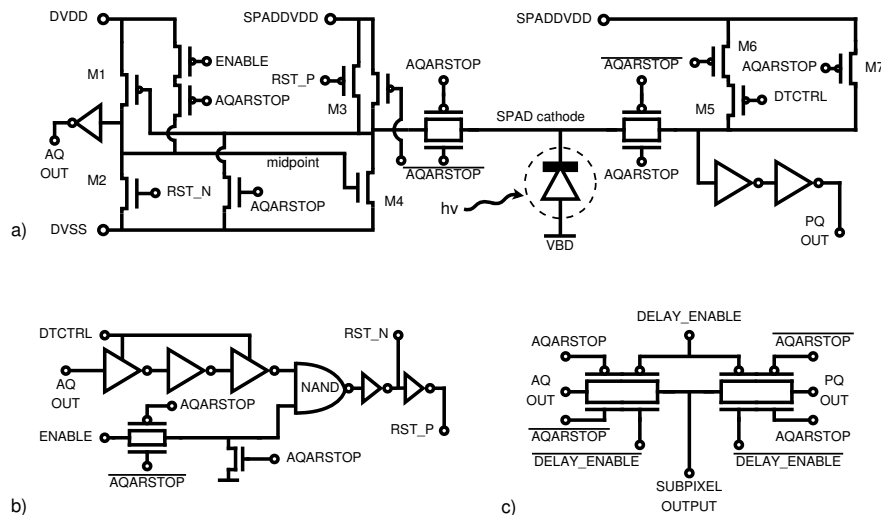 DVDD
SPADDVDD
SPADDVDD
ENABLE
AQARSTOP
AQARSTOP
M6
AQARSTOP
M7
M1
RST_P
AQARSTOP
M3
M5
DTCTRL
SPAD cathode
AQ
OUT
midpoint
AQARSTOP
AQARSTOP
M2
RST_N
AQARSTOP
M4
hv
PQ
OUT
a)
DVSS
VBD
DTCTRL
RST_N
DELAY_ENABLE
AQARSTOP
AQARSTOP
AQ
OUT
NAND
AQ
OUT
PQ
OUT
AQARSTOP
ENABLE
RST_P
AQARSTOP
AQARSTOP
AQARSTOP
AQARSTOP
DELAY_ENABLE
DELAY_ENABLE
b)
c)
SUBPIXEL
OUTPUT